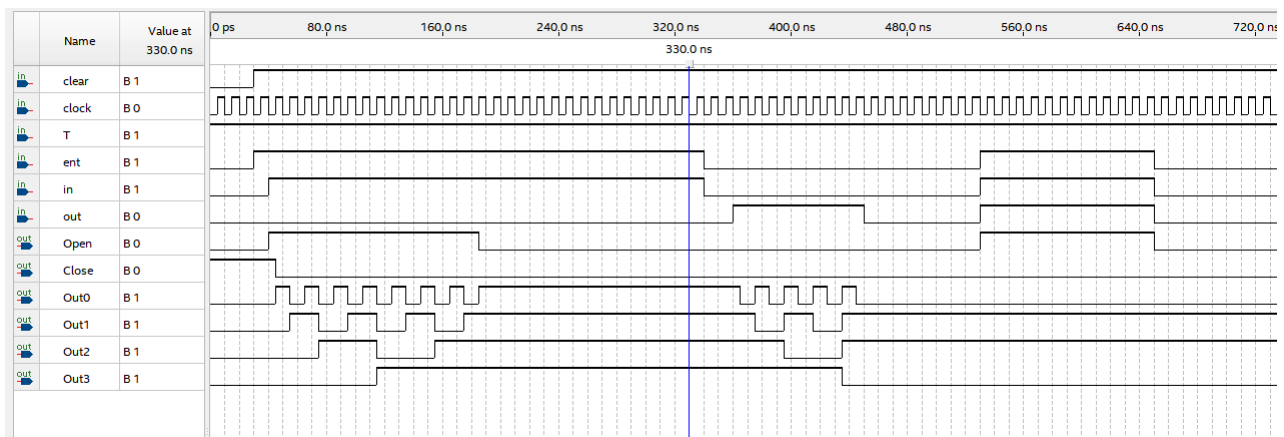 Name Value at 330.0 ns 0 ps 80.0 ns 160.0 ns 240.0 ns 320.0 ns 400.0 ns 480.0 ns 560.0 ns 640.0 ns 720.0 ns
330.0 ns
in clear B 1
in clock B 0
in T B 1
in ent B 1
in in B 1
in out B 0
out Open B 0
out Close B 0
out Out0 B 1
out Out1 B 1
out Out2 B 1
out Out3 B 1